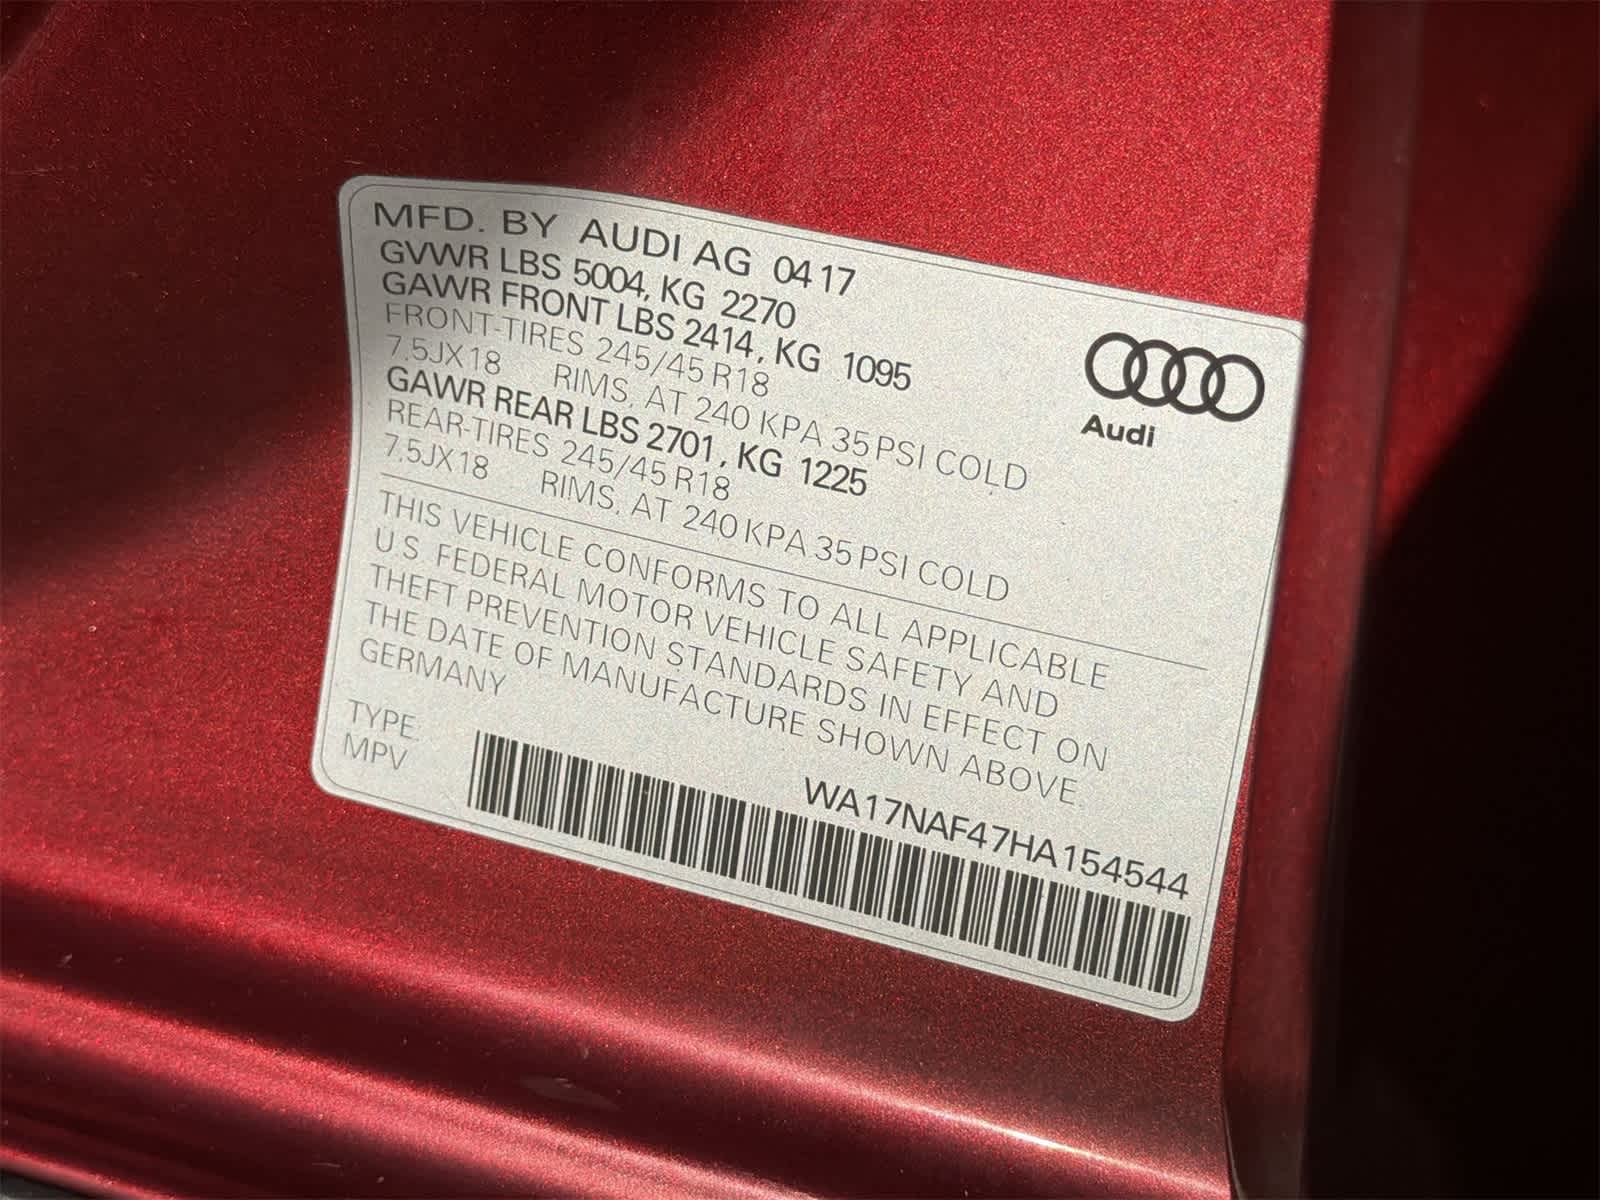 MFD. BY AUDI AG 04 17
GVWR LBS 5004, KG 2270
GAWR FRONT LBS 2414, KG 1095
FRONT-TIRES 245/45 R18
7.5JX18 RIMS, AT 240 KPA 35 PSI COLD
GAWR REAR LBS 2701, KG 1225
REAR-TIRES 245/45 R18
7.5JX18 RIMS, AT 240 KPA 35 PSI COLD
Audi
THIS VEHICLE CONFORMS TO ALL APPLICABLE
U.S. FEDERAL MOTOR VEHICLE SAFETY AND
THEFT PREVENTION STANDARDS IN EFFECT ON
THE DATE OF MANUFACTURE SHOWN ABOVE.
GERMANY
TYPE.
MPV
WA17NAF47HA154544